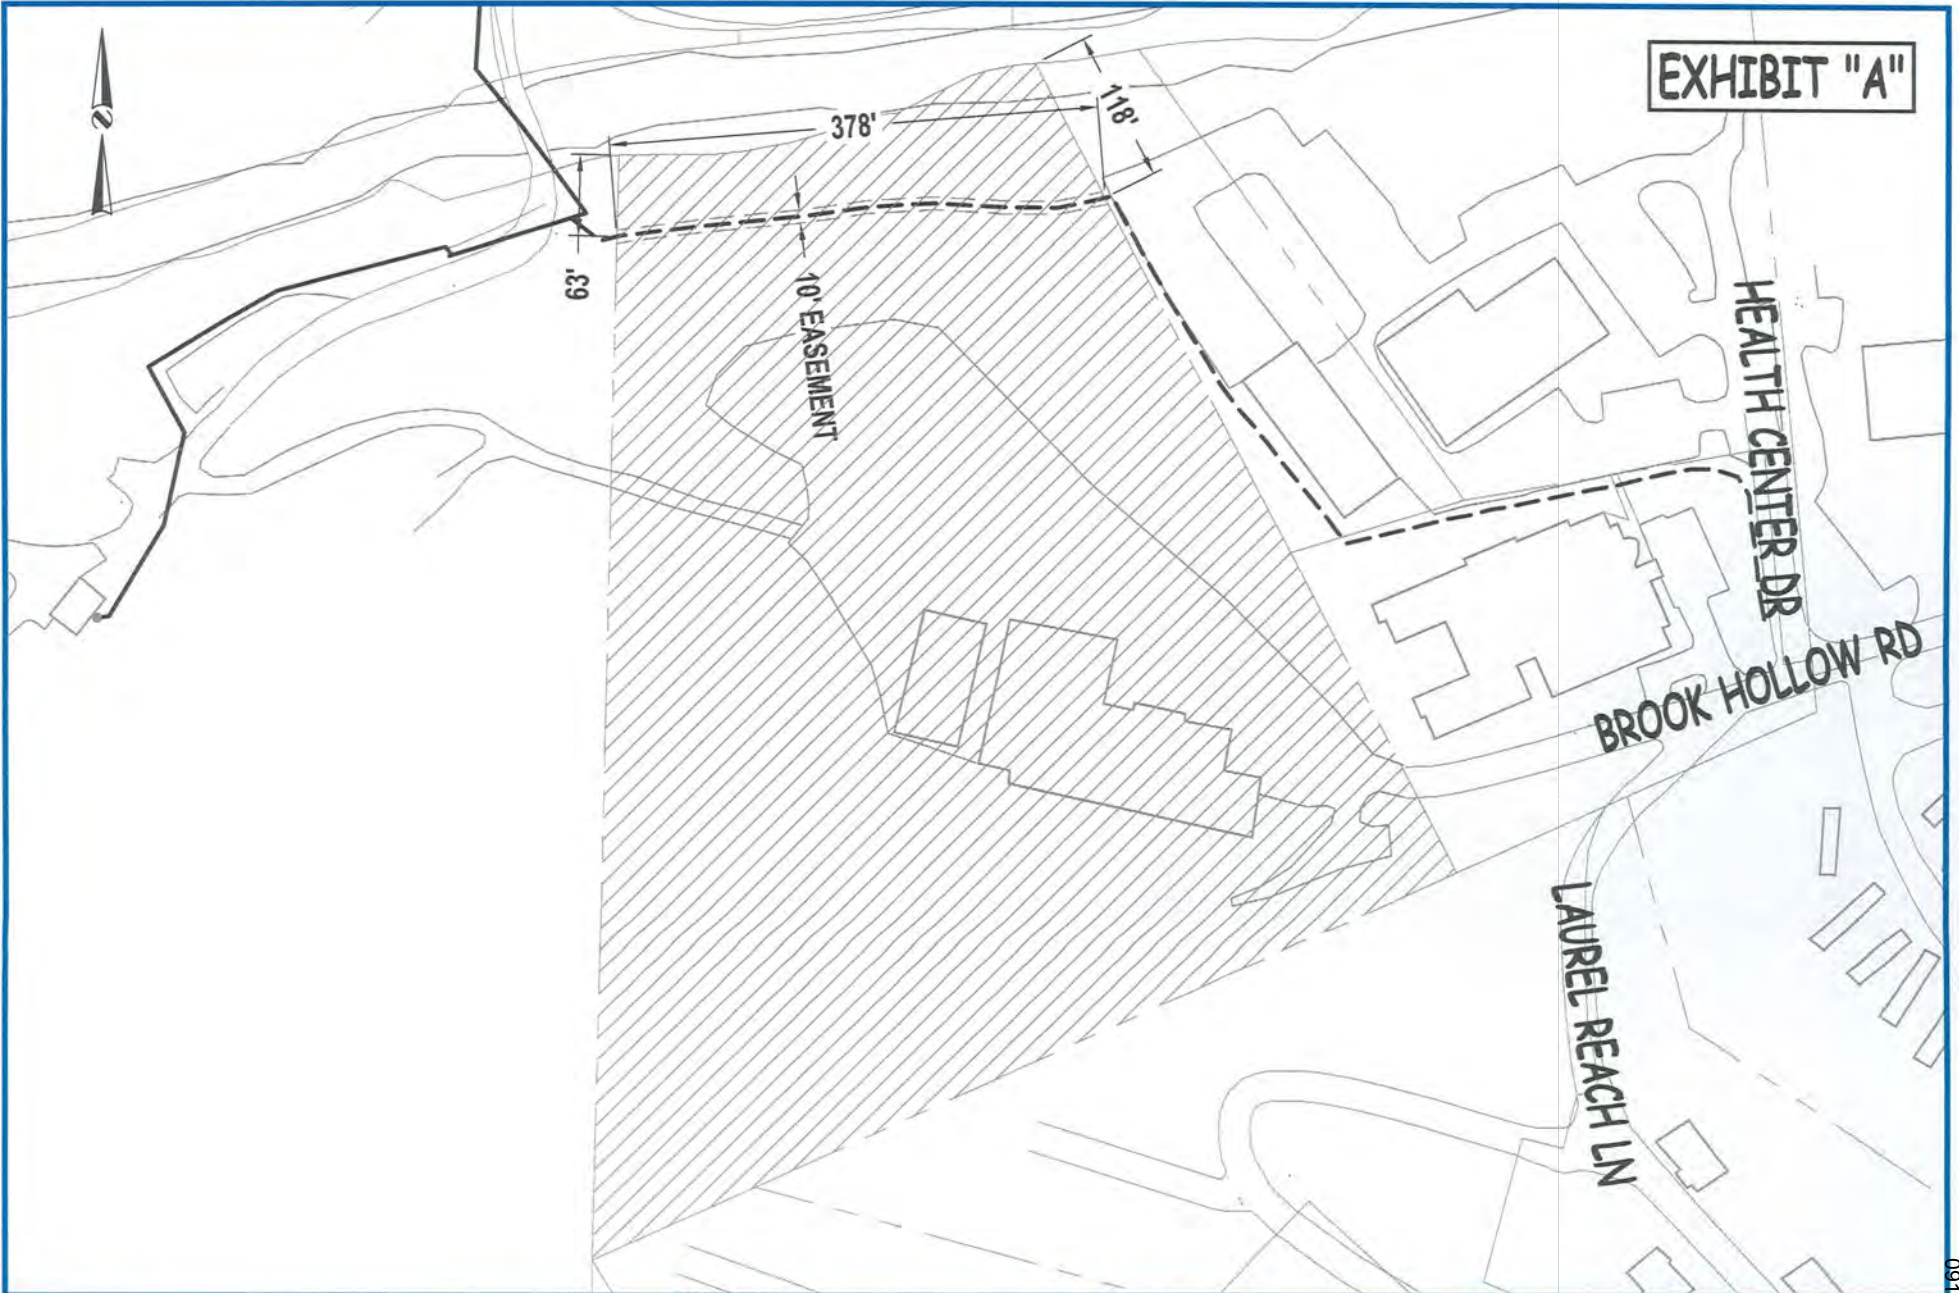 EXHIBIT "A"
378'
118'
63'
10' EASEMENT
HEALTH CENTER DR
BROOK HOLLOW RD
LAUREL REACH LN